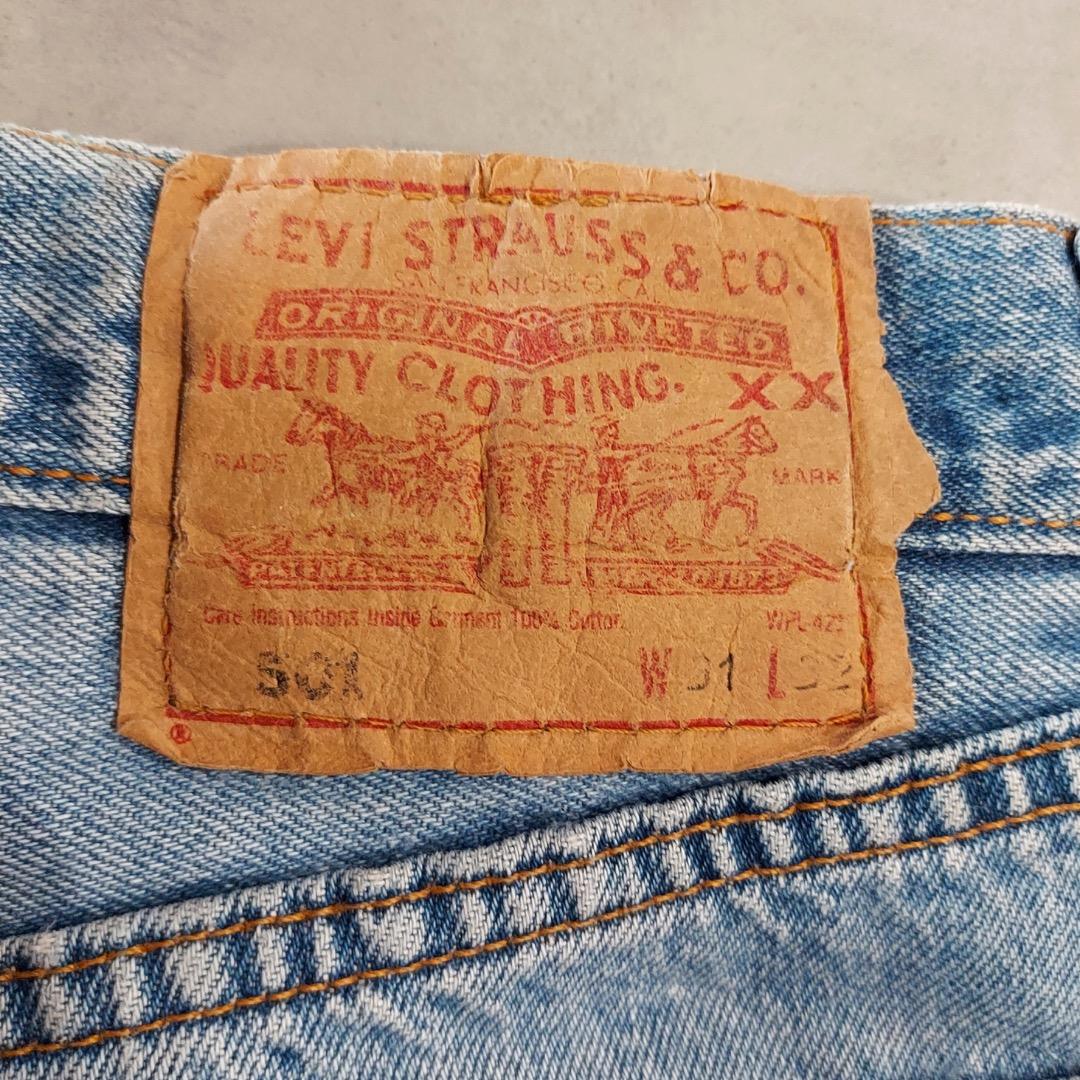 LEVI STRAUSS & CO.
SAN FRANCISCO, CA
ORIGINAL RIVETED
QUALITY CLOTHING. XX
TRADE MARK
Care Instructions Inside Garment 100% Cotton WPL 423
501 W 31 L
®